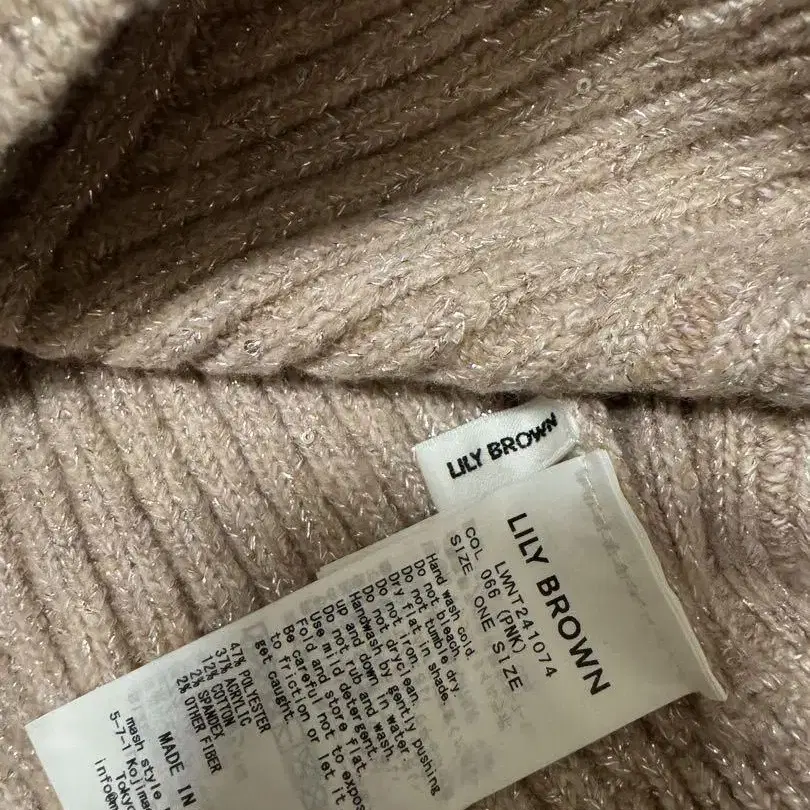 LILY BROWN
LILY BROWN
LWNT241074
COL 066 (PNK)
SIZE ONE SIZE
Hand wash cold.
Do not bleach.
Do not tumble dry.
Dry flat in shade.
Do not iron.
Do not dryclean.
Handwash by gently pushing
up and down in water.
Do not rub and wash.
Use mild detergent.
Fold and store flat.
Be careful not to expose
to friction or let it
get caught.
47% POLYESTER
37% ACRYLIC
12% COTTON
2% SPANDEX
2% OTHER FIBER
MADE IN
mash style
5-7-1 Kojima
Tokyo
info@m